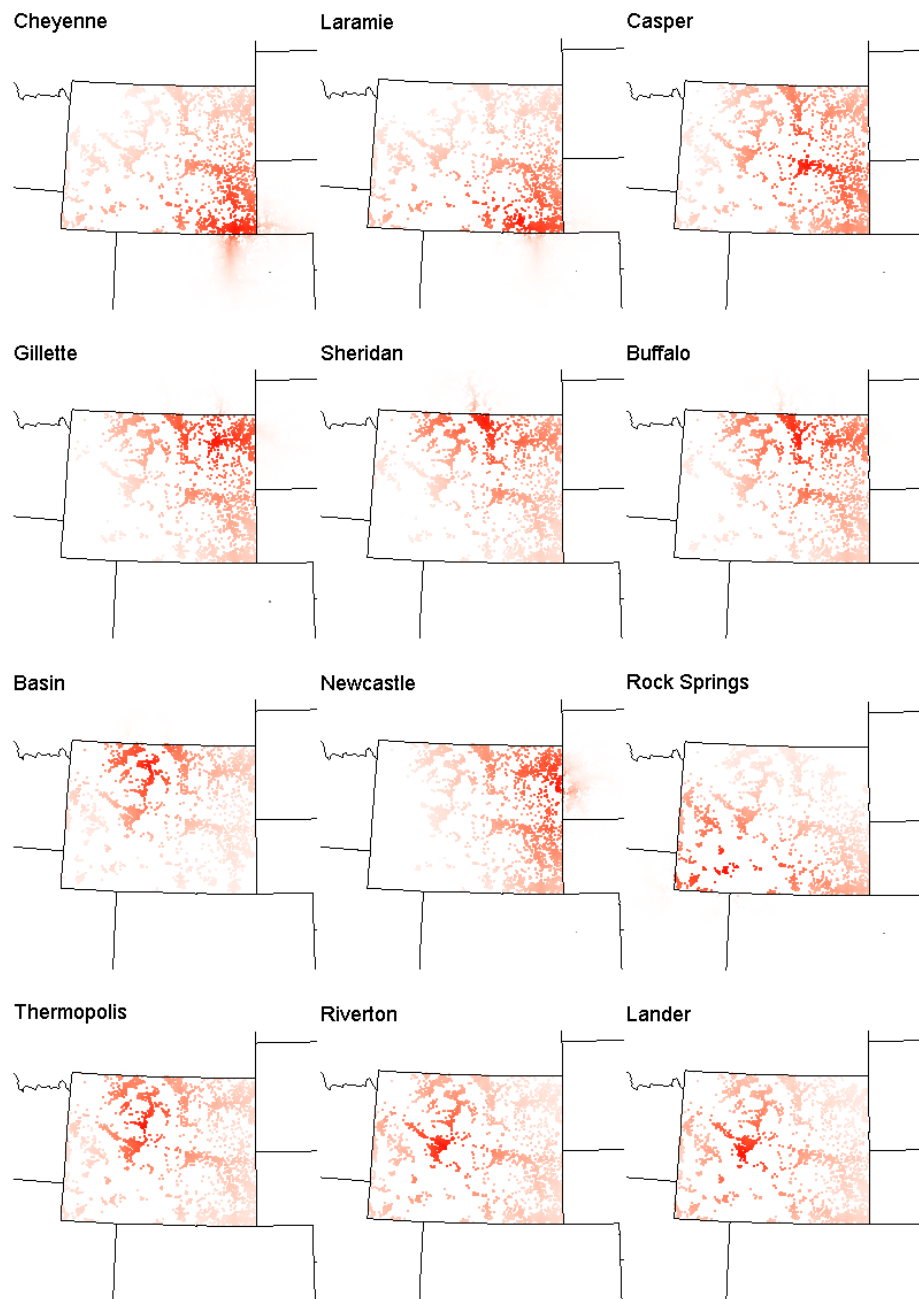 Cheyenne
Laramie
Casper
Gillette
Sheridan
Buffalo
Basin
Newcastle
Rock Springs
Thermopolis
Riverton
Lander